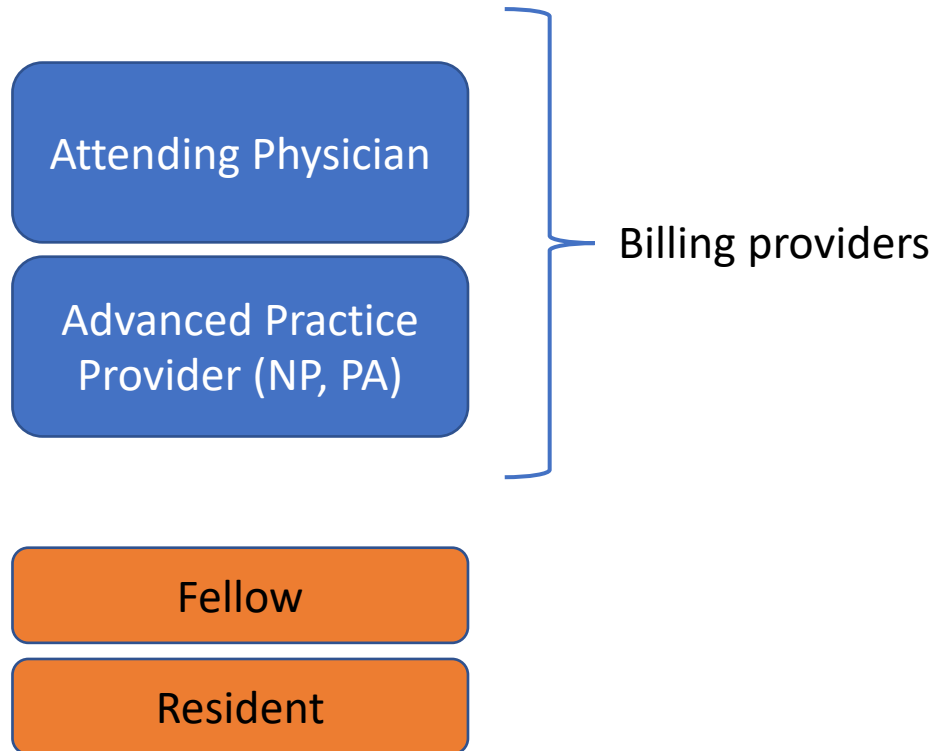 Attending Physician
Advanced Practice
Provider (NP, PA)
Billing providers
Fellow
Resident